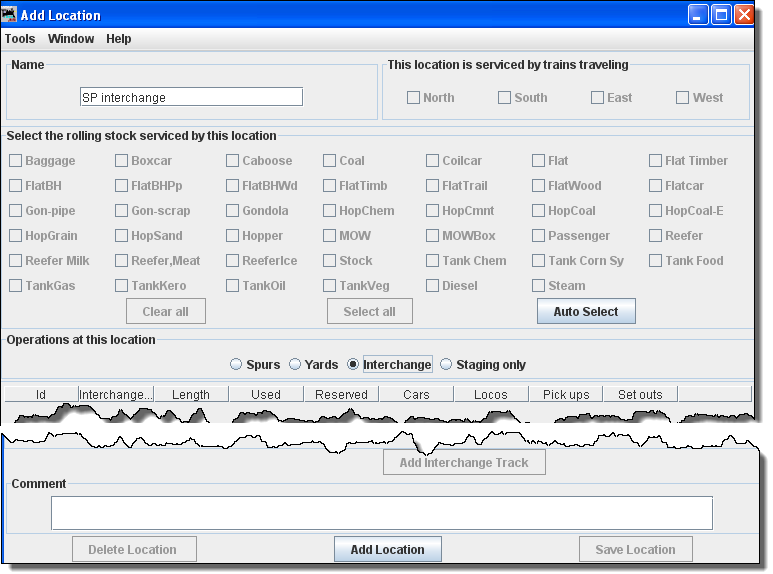 Add Location
Tools Window Help
Name This location is serviced by trains traveling
SP interchange North South East West
Select the rolling stock serviced by this location
Baggage Boxcar Caboose Coal Coilcar Flat Flat Timber
FlatBH FlatBHPp FlatBHWd FlatTimb FlatTrail FlatWood Flatcar
Gon-pipe Gon-scrap Gondola HopChem HopCmnt HopCoal HopCoal-E
HopGrain HopSand Hopper MOW MOWBox Passenger Reefer
Reefer Milk Reefer,Meat ReeferIce Stock Tank Chem Tank Corn Sy Tank Food
TankGas TankKero TankOil TankVeg Diesel Steam
Clear all Select all Auto Select
Operations at this location
Spurs Yards Interchange Staging only
Id Interchange... Length Used Reserved Cars Locos Pick ups Set outs
Add Interchange Track
Comment
Delete Location Add Location Save Location